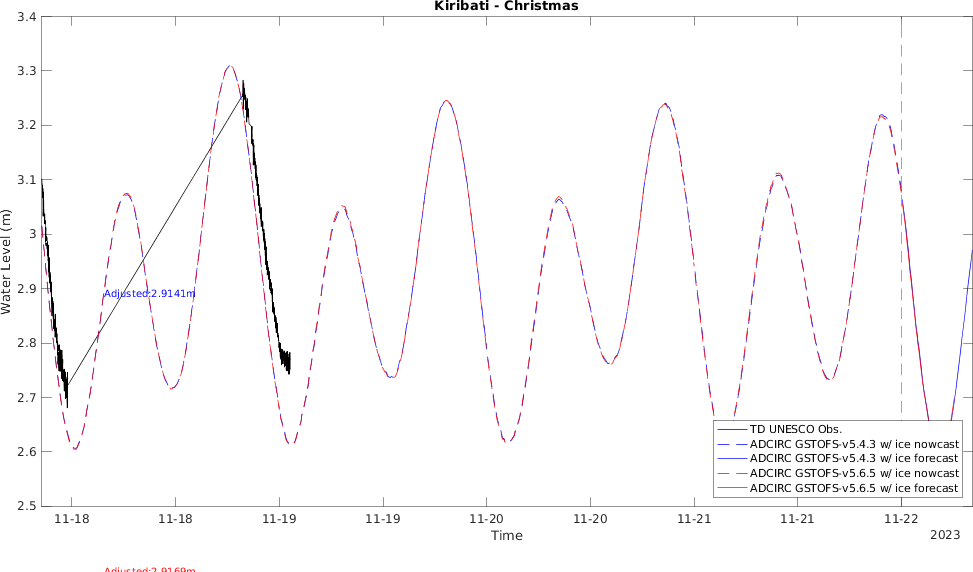 Kiribati - Christmas
3.4
3.3
3.2
3.1
3
2.9
2.8
2.7
2.6
2.5
Water Level (m)
Adjusted:2.9141m
TD UNESCO Obs.
ADCIRC GSTOFS-v5.4.3 w/ ice nowcast
ADCIRC GSTOFS-v5.4.3 w/ ice forecast
ADCIRC GSTOFS-v5.6.5 w/ ice nowcast
ADCIRC GSTOFS-v5.6.5 w/ ice forecast
11-18 11-18 11-19 11-19 11-20 11-20 11-21 11-21 11-22
Time
2023
Adjusted:2.9169m